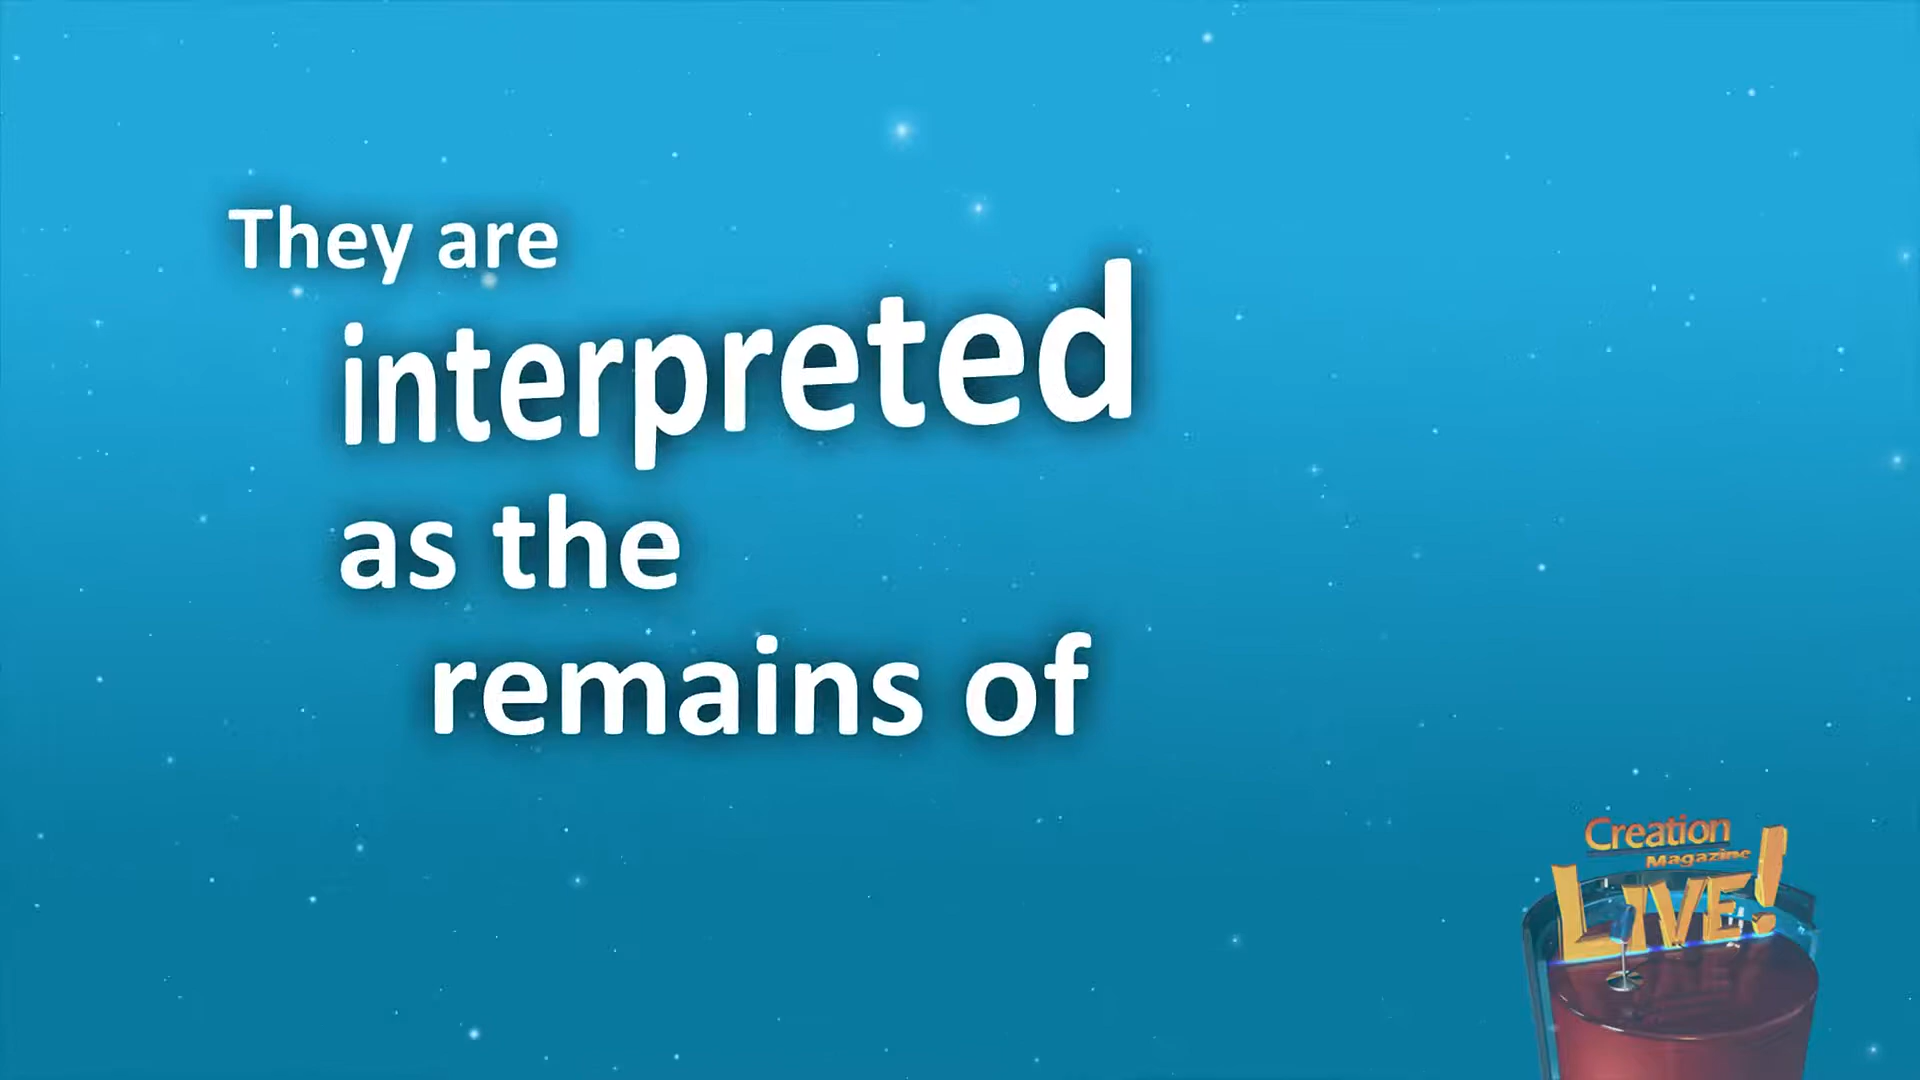 They are
interpreted
as the
remains of
Creation
Magazine
LIVE!